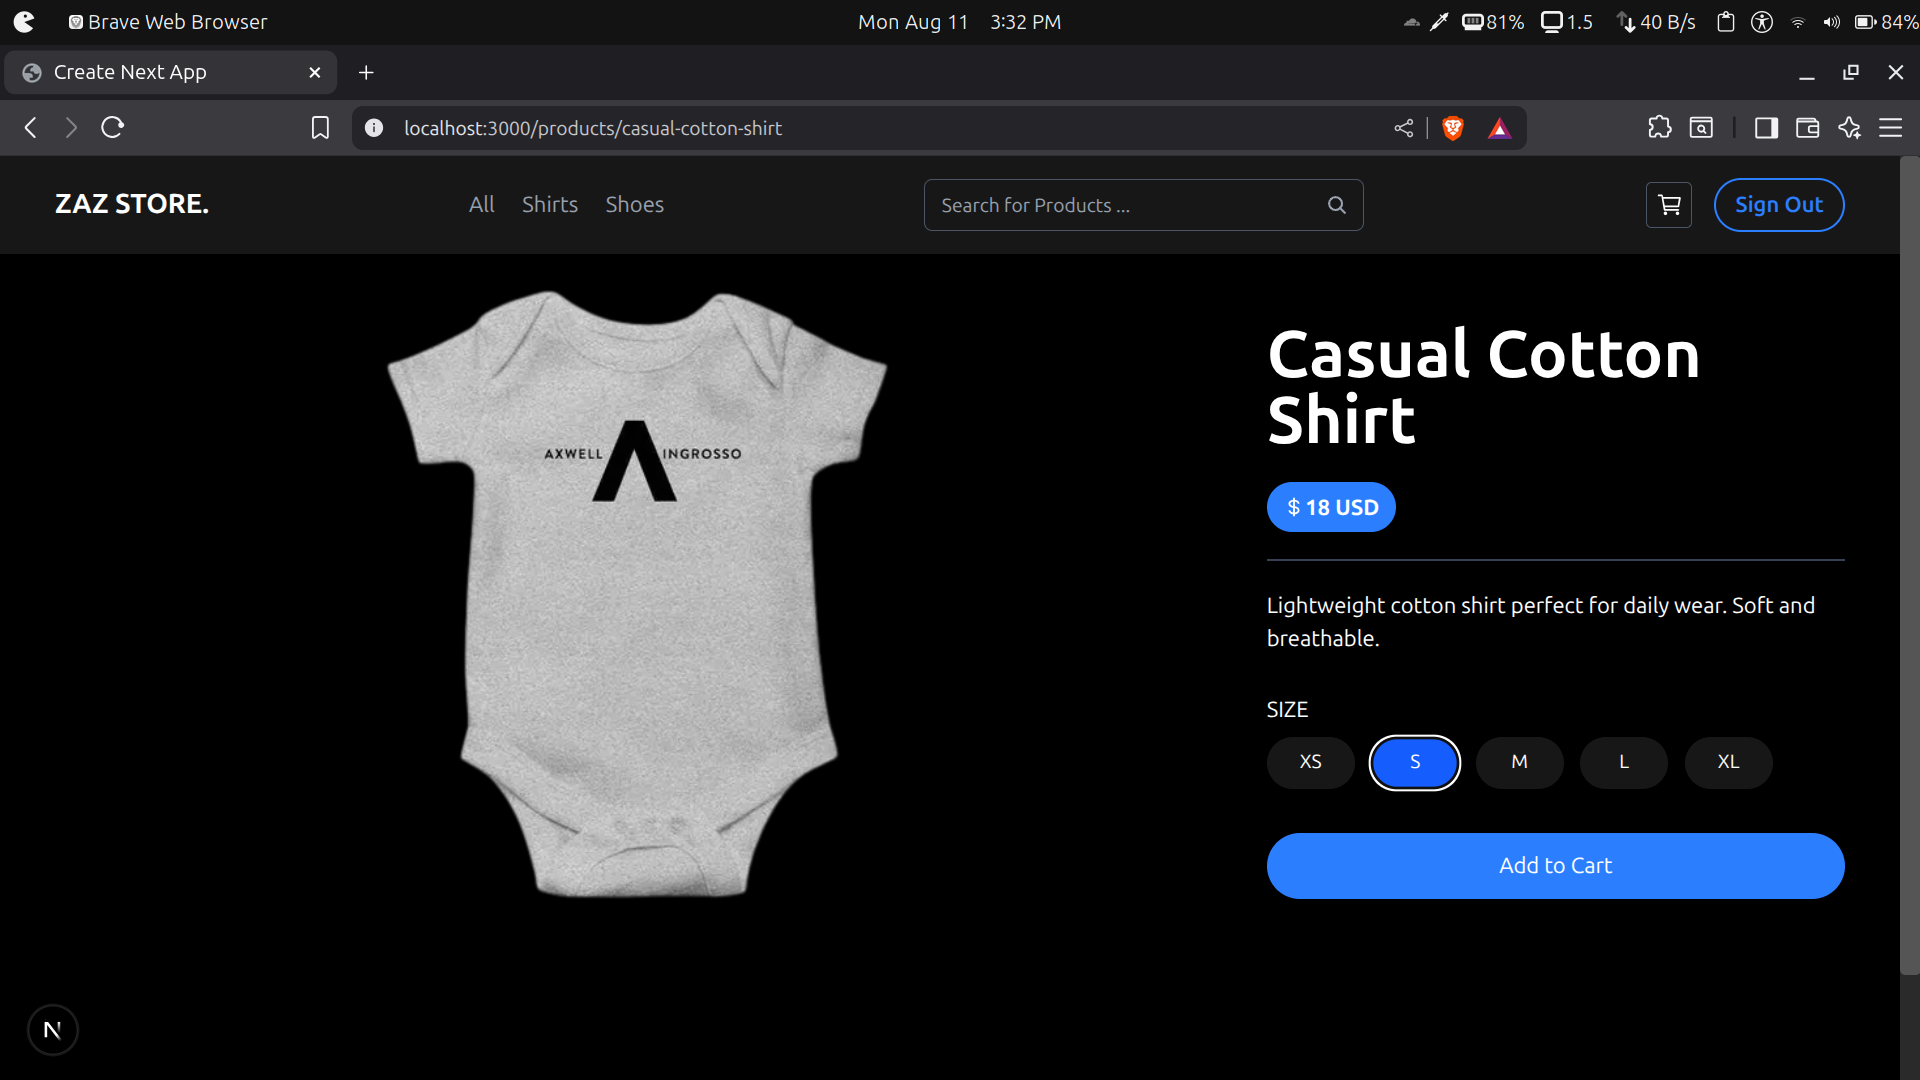 Brave Web Browser
Mon Aug 11 3:32 PM
81% 1.5 40 B/s 84%
Create Next App
localhost:3000/products/casual-cotton-shirt
ZAZ STORE.
All Shirts Shoes
Search for Products ...
Sign Out
AXWELL INGROSSO
Casual Cotton
Shirt
$ 18 USD
Lightweight cotton shirt perfect for daily wear. Soft and
breathable.
SIZE
XS S M L XL
Add to Cart
N